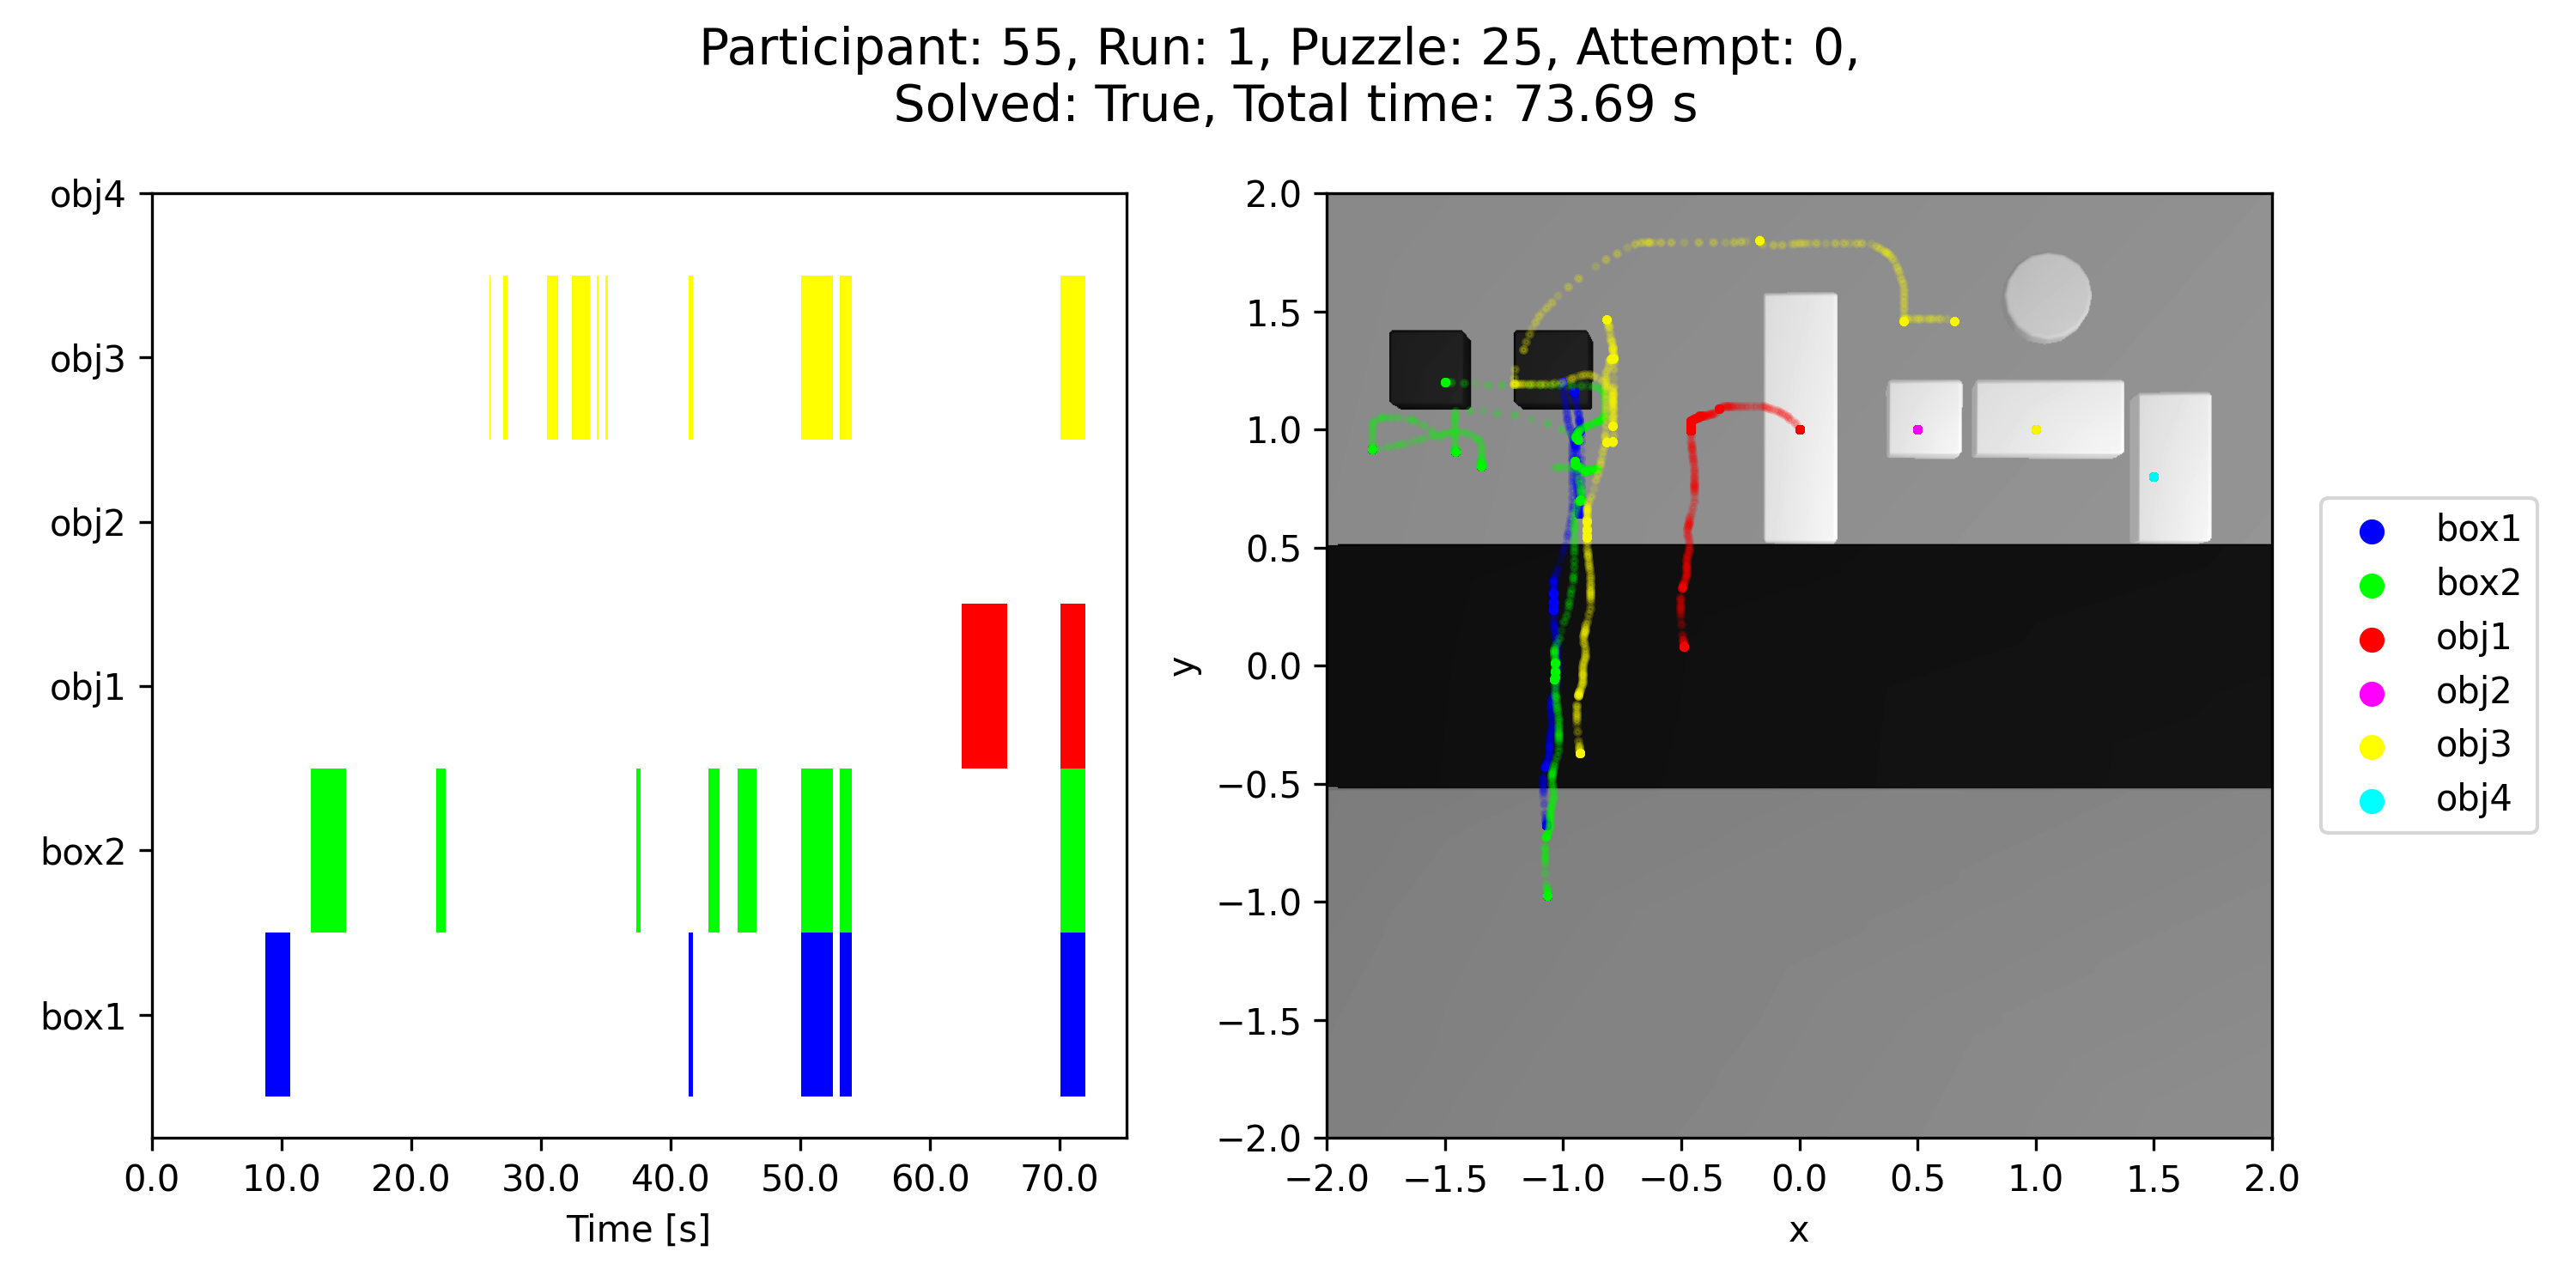 Participant: 55, Run: 1, Puzzle: 25, Attempt: 0,
Solved: True, Total time: 73.69 s
obj4
obj3
obj2
obj1
box2
box1
0.0 10.0 20.0 30.0 40.0 50.0 60.0 70.0
Time [s]
2.0
1.5
1.0
0.5
0.0
−0.5
−1.0
−1.5
−2.0
y
−2.0 −1.5 −1.0 −0.5 0.0 0.5 1.0 1.5 2.0
x
box1
box2
obj1
obj2
obj3
obj4